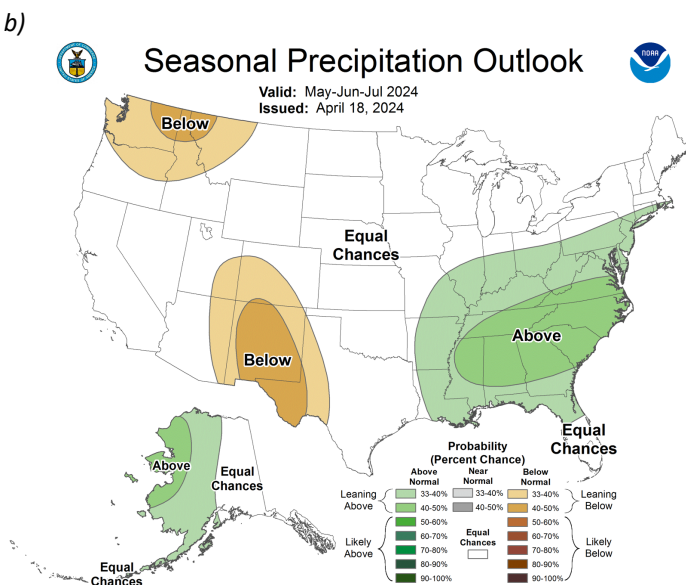 b)
Seasonal Precipitation Outlook
NOAA
Valid: May-Jun-Jul 2024
Issued: April 18, 2024
Below
Equal
Chances
Above
Below
Equal
Chances
Above
Equal
Chances
Equal
Chances
Probability
(Percent Chance)
Above Normal
Near Normal
Below Normal
Leaning Above
33-40%
33-40%
33-40%
Leaning Below
40-50%
40-50%
40-50%
Likely Above
50-60%
Equal Chances
50-60%
Likely Below
60-70%
60-70%
70-80%
70-80%
80-90%
80-90%
90-100%
90-100%